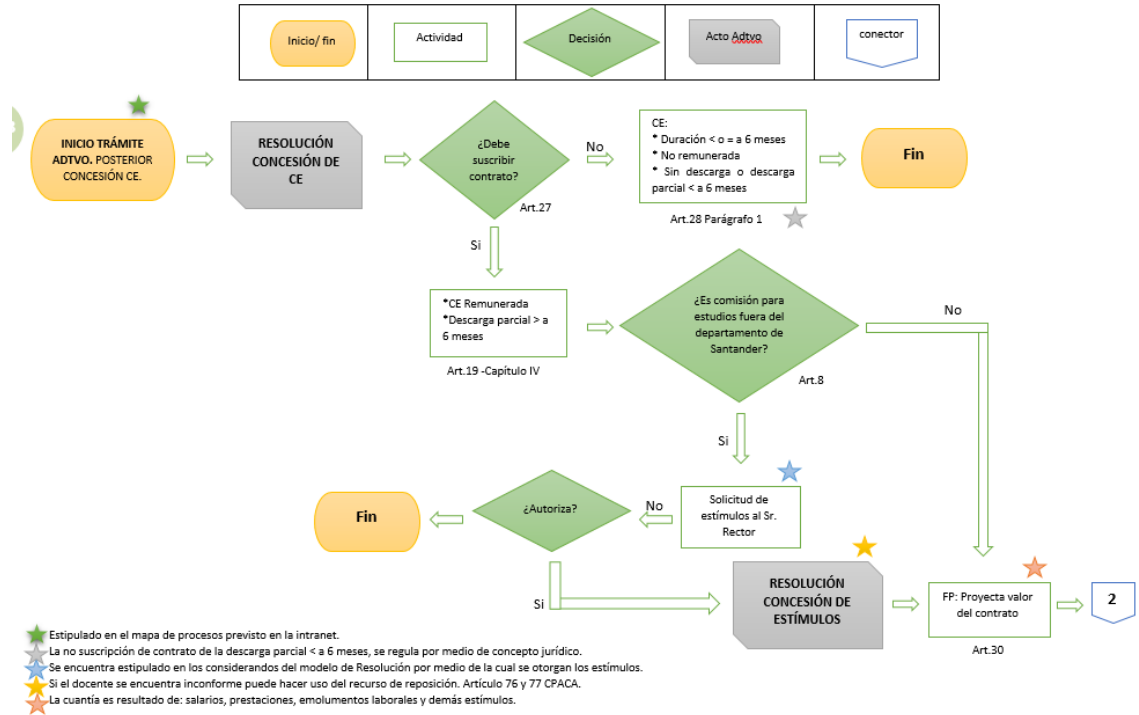 Inicio/ fin
Actividad
Decisión
Acto Adtvo
conector
INICIO TRÁMITE
ADTVO. POSTERIOR
CONCESIÓN CE.
RESOLUCIÓN
CONCESIÓN DE
CE
¿Debe
suscribir
contrato?
Art.27
No
CE:
* Duración < o = a 6 meses
* No remunerada
* Sin descarga o descarga
parcial < a 6 meses
Art.28 Parágrafo 1
Fin
Si
*CE Remunerada
*Descarga parcial > a
6 meses
Art.19 -Capítulo IV
¿Es comisión para
estudios fuera del
departamento de
Santander?
Art.8
No
Si
Solicitud de
estímulos al Sr.
Rector
No
¿Autoriza?
Fin
Si
RESOLUCIÓN
CONCESIÓN DE
ESTÍMULOS
FP: Proyecta valor
del contrato
Art.30
2
Estipulado en el mapa de procesos previsto en la intranet.
La no suscripción de contrato de la descarga parcial < a 6 meses, se regula por medio de concepto jurídico.
Se encuentra estipulado en los considerandos del modelo de Resolución por medio de la cual se otorgan los estímulos.
Si el docente se encuentra inconforme puede hacer uso del recurso de reposición. Artículo 76 y 77 CPACA.
La cuantía es resultado de: salarios, prestaciones, emolumentos laborales y demás estímulos.